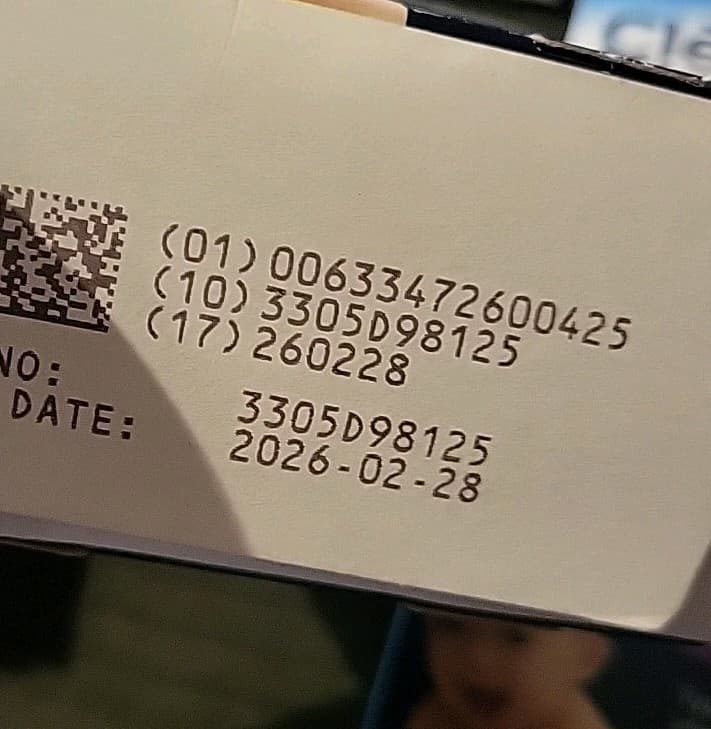 (01) 00633472600425
(10) 3305D98125
(17) 260228
NO: 3305D98125
DATE: 2026-02-28